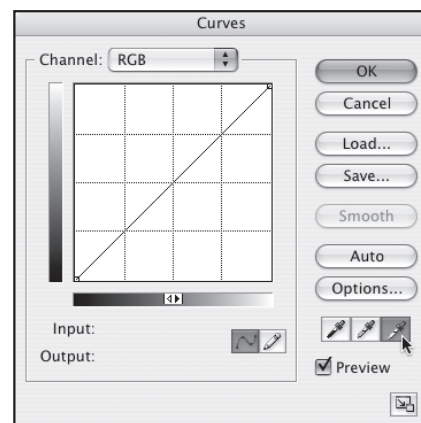 Curves
Channel: RGB
OK
Cancel
Load...
Save...
Smooth
Auto
Options...
Input:
Output:
Preview